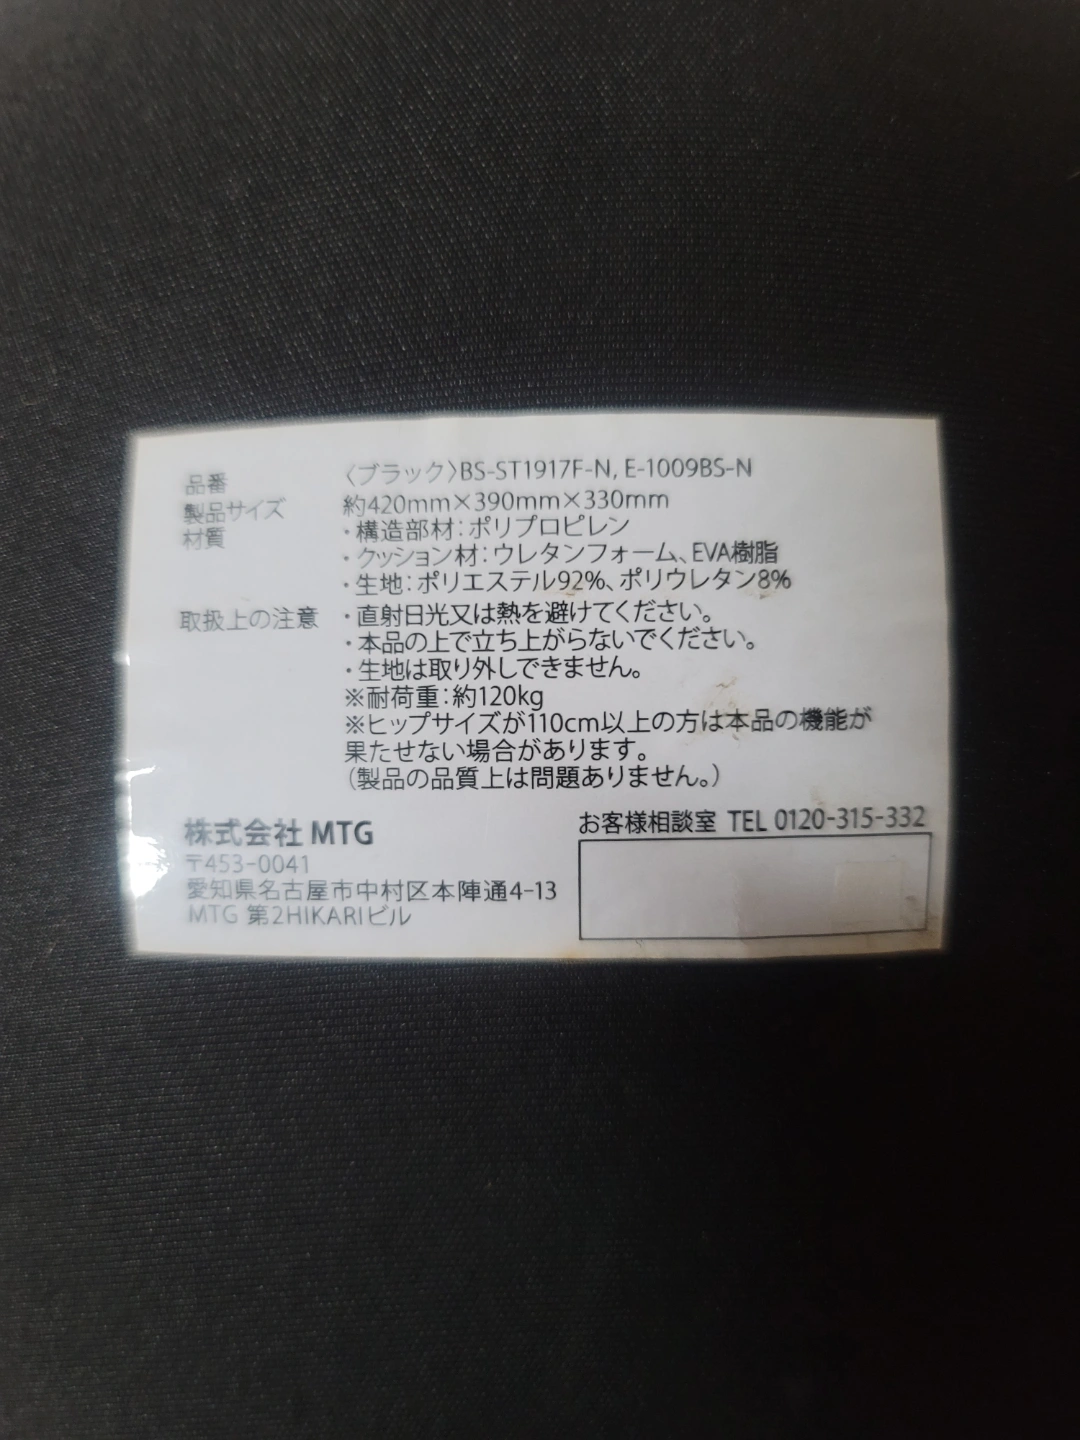 品番 〈ブラック〉BS-ST1917F-N, E-1009BS-N
製品サイズ 約420mm×390mm×330mm
材質 ・構造部材：ポリプロピレン
・クッション材：ウレタンフォーム、EVA樹脂
・生地：ポリエステル92%、ポリウレタン8%
取扱上の注意 ・直射日光又は熱を避けてください。
・本品の上で立ち上がらないでください。
・生地は取り外しできません。
※耐荷重：約120kg
※ヒップサイズが110cm以上の方は本品の機能が
果たせない場合があります。
（製品の品質上は問題ありません。）
株式会社 MTG
〒453-0041
愛知県名古屋市中村区本陣通4-13
MTG 第2HIKARIビル
お客様相談室 TEL 0120-315-332